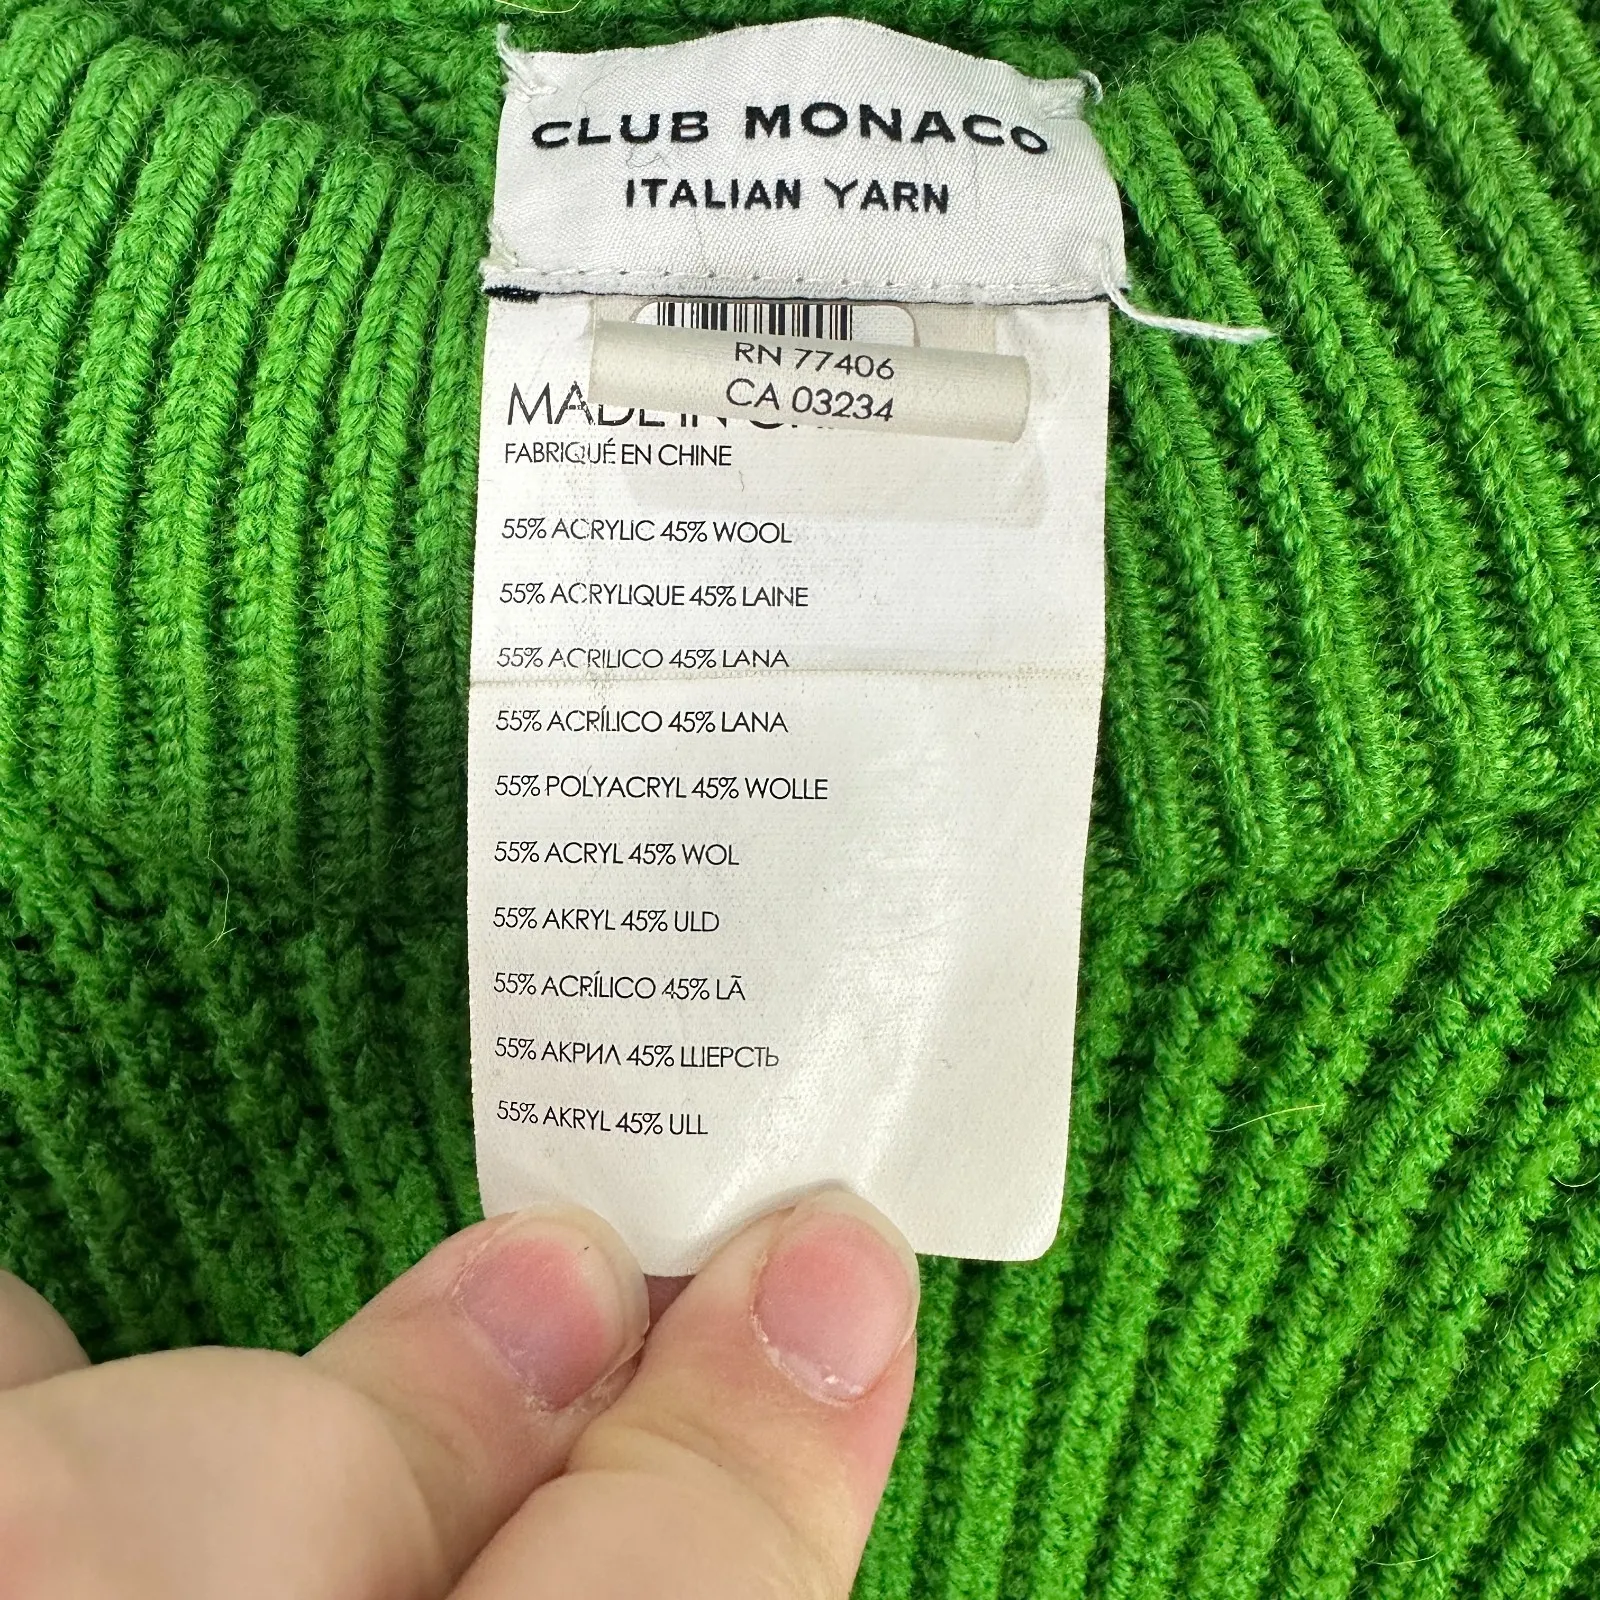 CLUB MONACO
ITALIAN YARN
RN 77406
CA 03234
MADE IN
FABRIQUÉ EN CHINE
55% ACRYLIC 45% WOOL
55% ACRYLIQUE 45% LAINE
55% ACRILICO 45% LANA
55% ACRÍLICO 45% LANA
55% POLYACRYL 45% WOLLE
55% ACRYL 45% WOL
55% AKRYL 45% ULD
55% ACRÍLICO 45% LÃ
55% АКРИЛ 45% ШЕРСТЬ
55% AKRYL 45% ULL